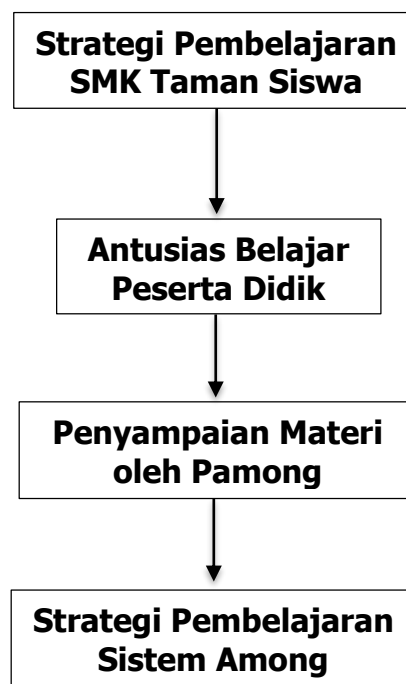 Strategi Pembelajaran
SMK Taman Siswa
Antusias Belajar
Peserta Didik
Penyampaian Materi
oleh Pamong
Strategi Pembelajaran
Sistem Among